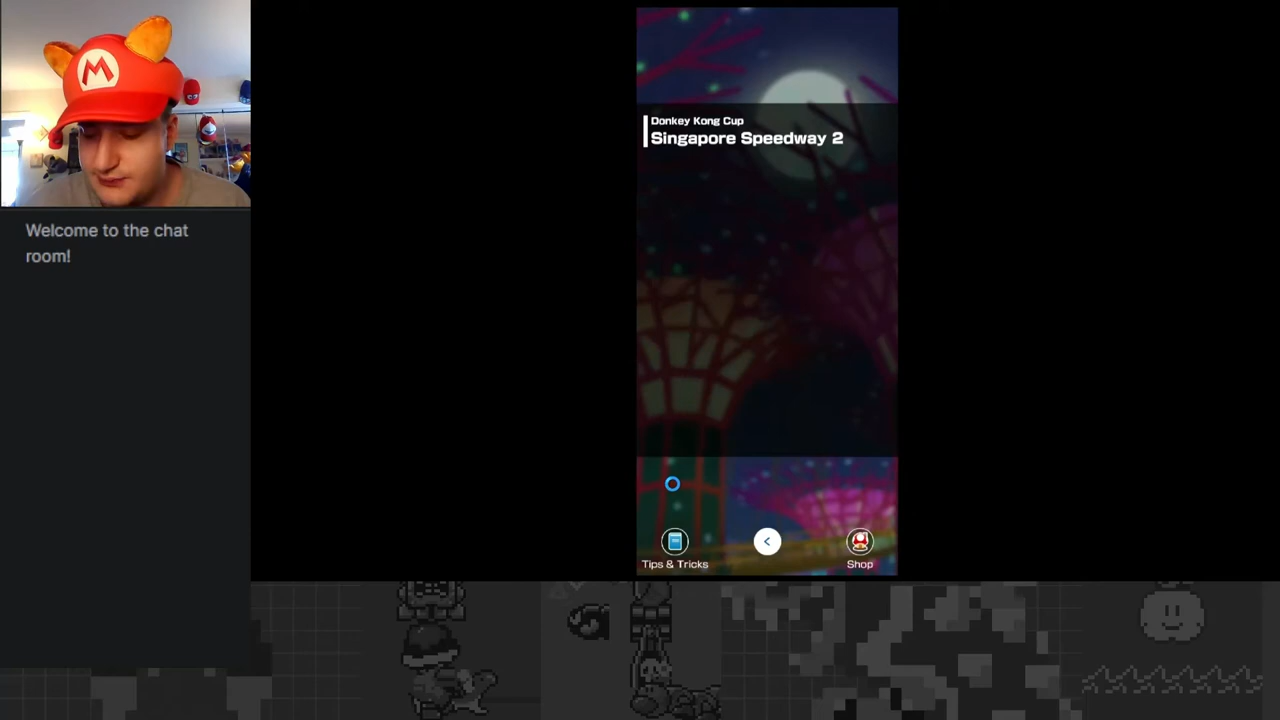 M
Donkey Kong Cup
Singapore Speedway 2
Welcome to the chat
room!
Tips & Tricks
<
Shop